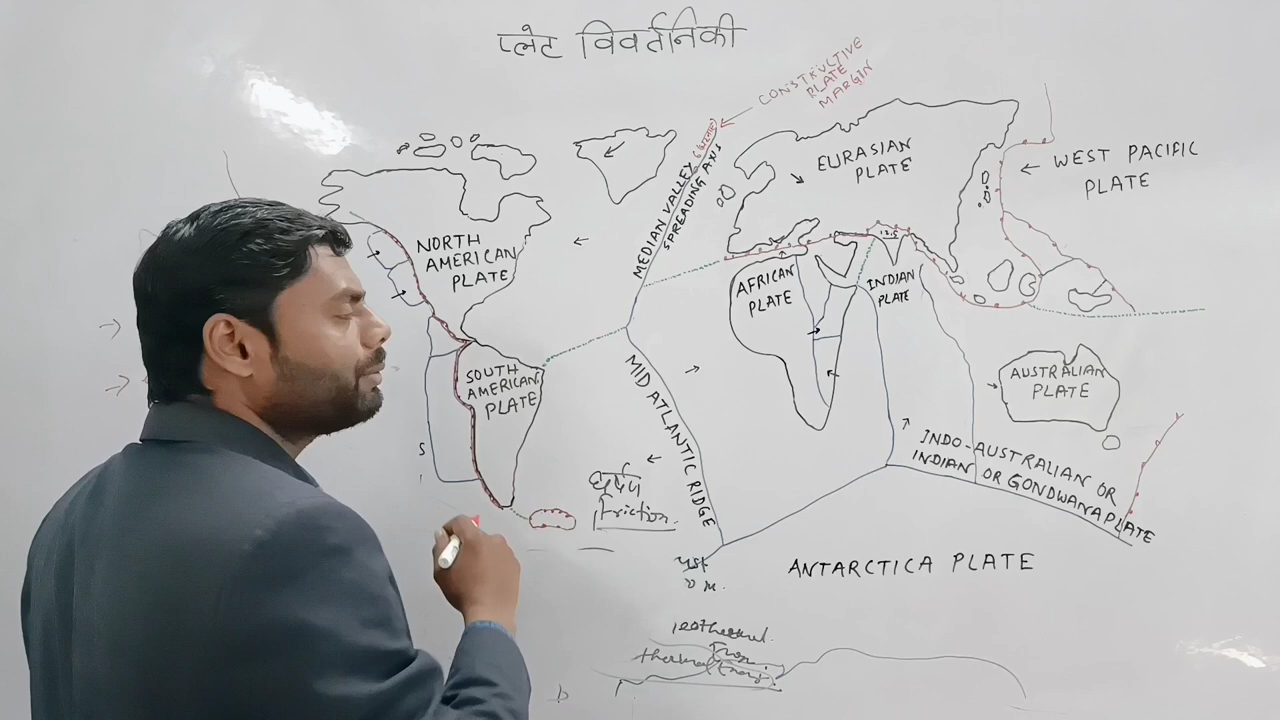 प्लेट विवर्तनिकी
CONSTRUCTIVE
PLATE
MARGIN
MEDIAN VALLEY
SPREADING AXIS
EURASIAN
PLATE
WEST PACIFIC
PLATE
NORTH
AMERICAN
PLATE
AFRICAN
PLATE
INDIAN
PLATE
SOUTH
AMERICAN
PLATE
AUSTRALIAN
PLATE
MID ATLANTIC RIDGE
INDO-AUSTRALIAN OR
INDIAN OR GONDWANA PLATE
S
घर्षण
Friction
ANTARCTICA PLATE